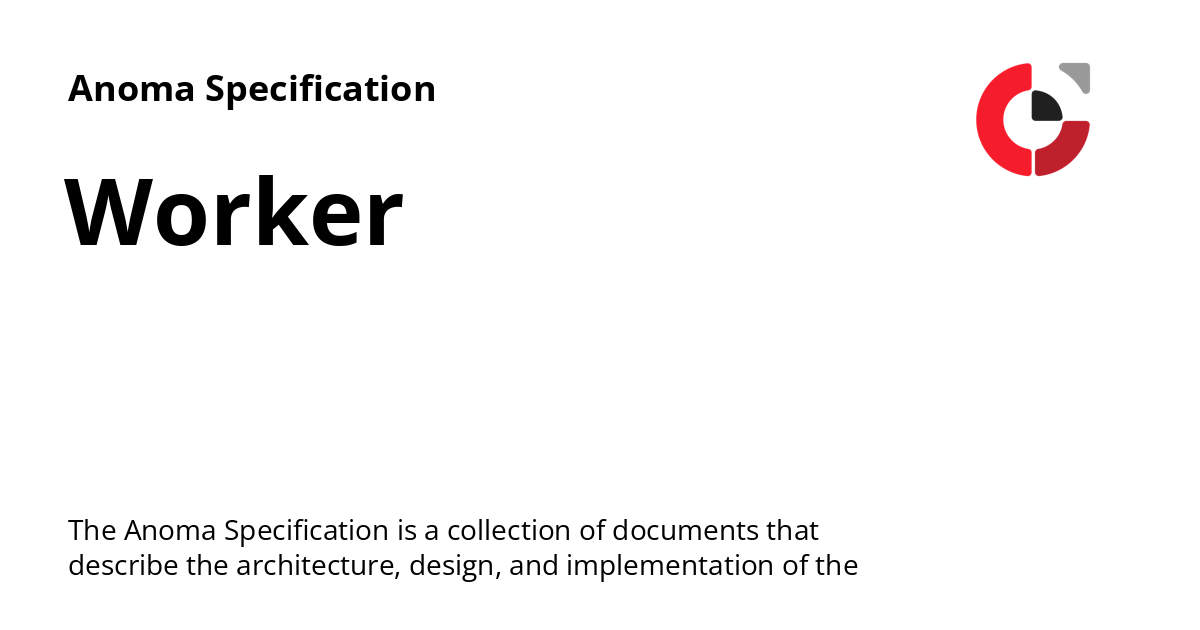 Anoma Specification
Worker
The Anoma Specification is a collection of documents that
describe the architecture, design, and implementation of the